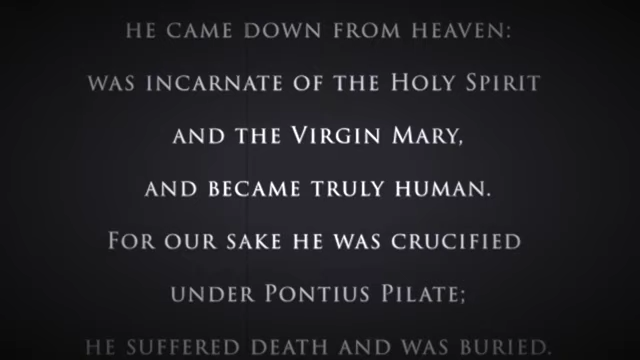 He came down from heaven:
was incarnate of the Holy Spirit
and the Virgin Mary,
and became truly human.
For our sake he was crucified
under Pontius Pilate;
he suffered death and was buried.